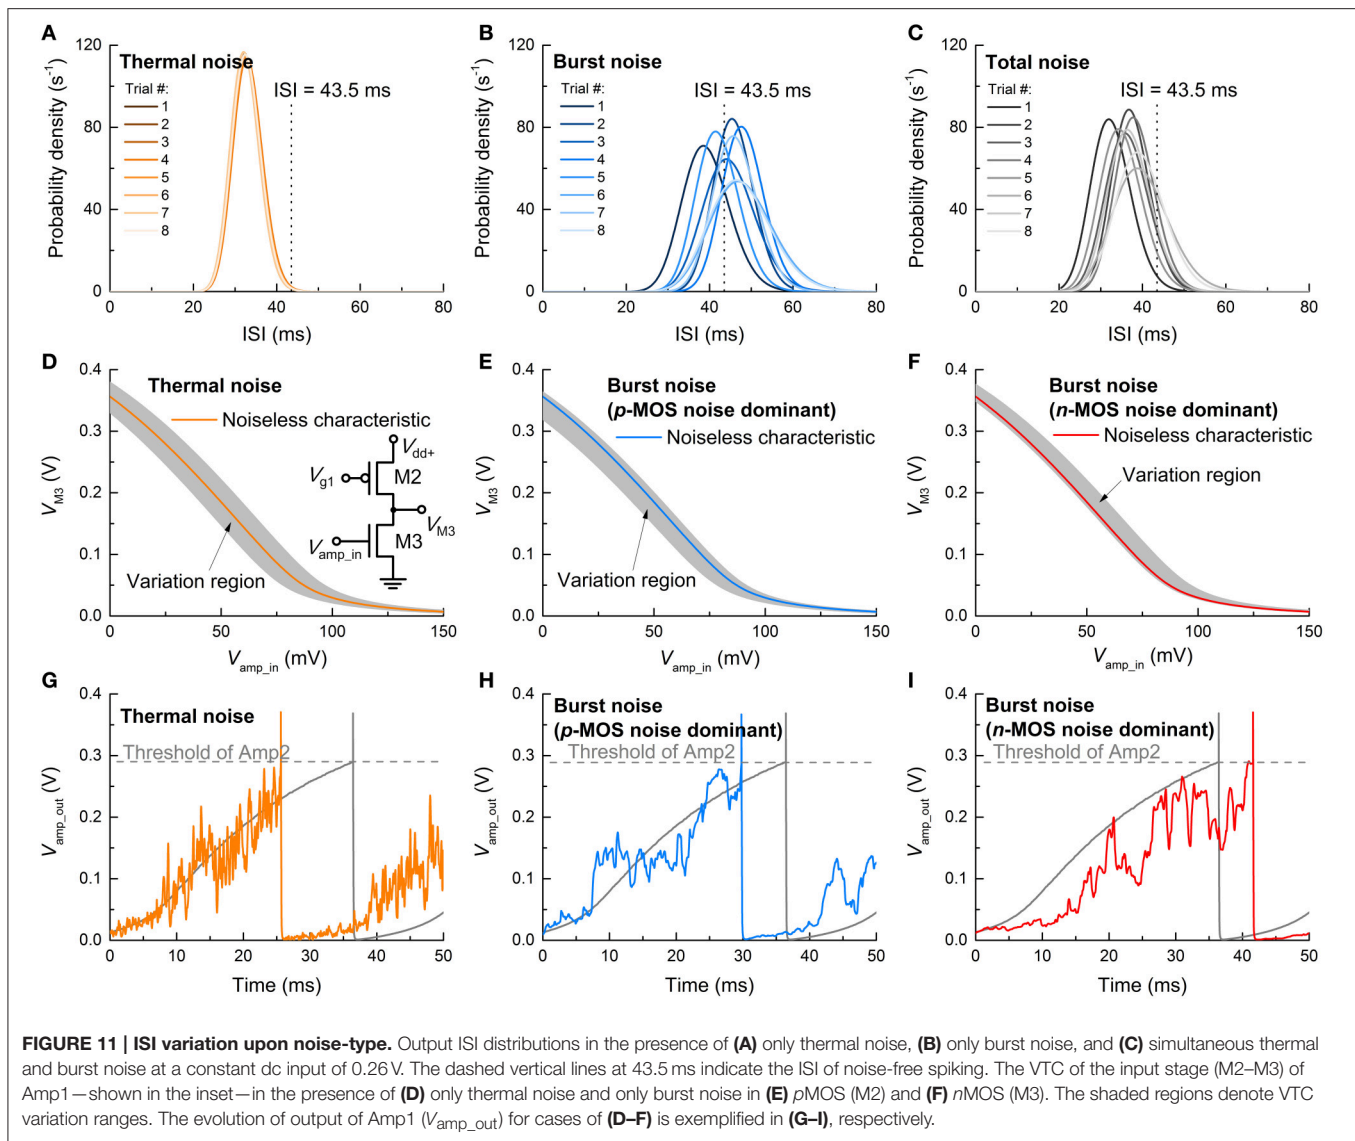 A
B
C
Thermal noise
Burst noise
Total noise
ISI = 43.5 ms
ISI = 43.5 ms
ISI = 43.5 ms
Trial #:
1
2
3
4
5
6
7
8
Trial #:
1
2
3
4
5
6
7
8
Trial #:
1
2
3
4
5
6
7
8
Probability density (s⁻¹)
Probability density (s⁻¹)
Probability density (s⁻¹)
120
80
40
0
120
80
40
0
120
80
40
0
0 20 40 60 80
0 20 40 60 80
0 20 40 60 80
ISI (ms)
ISI (ms)
ISI (ms)
D
Thermal noise
Noiseless characteristic
Variation region
V_dd+
V_g1
M2
V_M3
V_amp_in
M3
V_M3 (V)
0.4
0.3
0.2
0.1
0.0
0 50 100 150
V_amp_in (mV)
E
Burst noise
(p-MOS noise dominant)
Noiseless characteristic
Variation region
V_M3 (V)
0.4
0.3
0.2
0.1
0.0
0 50 100 150
V_amp_in (mV)
F
Burst noise
(n-MOS noise dominant)
Noiseless characteristic
Variation region
V_M3 (V)
0.4
0.3
0.2
0.1
0.0
0 50 100 150
V_amp_in (mV)
G
Thermal noise
Threshold of Amp2
V_amp_out (V)
0.4
0.3
0.2
0.1
0.0
0 10 20 30 40 50
Time (ms)
H
Burst noise
(p-MOS noise dominant)
Threshold of Amp2
V_amp_out (V)
0.4
0.3
0.2
0.1
0.0
0 10 20 30 40 50
Time (ms)
I
Burst noise
(n-MOS noise dominant)
Threshold of Amp2
V_amp_out (V)
0.4
0.3
0.2
0.1
0.0
0 10 20 30 40 50
Time (ms)
FIGURE 11 | ISI variation upon noise-type. Output ISI distributions in the presence of (A) only thermal noise, (B) only burst noise, and (C) simultaneous thermal
and burst noise at a constant dc input of 0.26 V. The dashed vertical lines at 43.5 ms indicate the ISI of noise-free spiking. The VTC of the input stage (M2–M3) of
Amp1—shown in the inset—in the presence of (D) only thermal noise and only burst noise in (E) pMOS (M2) and (F) nMOS (M3). The shaded regions denote VTC
variation ranges. The evolution of output of Amp1 (V_amp_out) for cases of (D–F) is exemplified in (G–I), respectively.